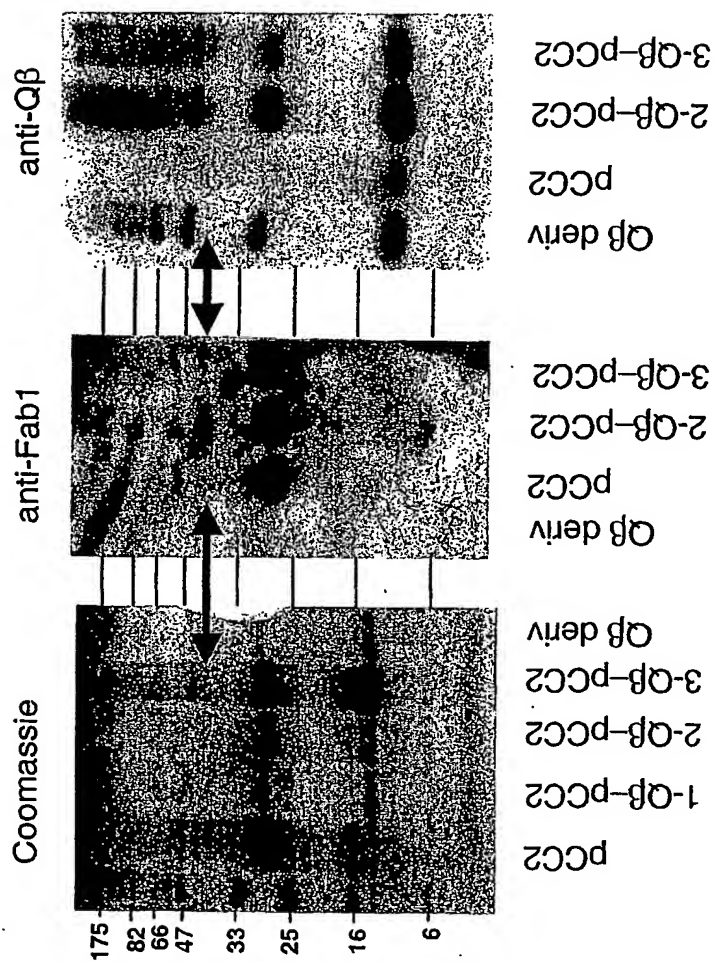 Coomassie
anti-Fab1
anti-Qβ
175
82
66
47
33
25
16
6
pCC2
1-Qβ–pCC2
2-Qβ–pCC2
3-Qβ–pCC2
Qβ deriv
Qβ deriv
pCC2
2-Qβ–pCC2
3-Qβ–pCC2
Qβ deriv
pCC2
2-Qβ–pCC2
3-Qβ–pCC2